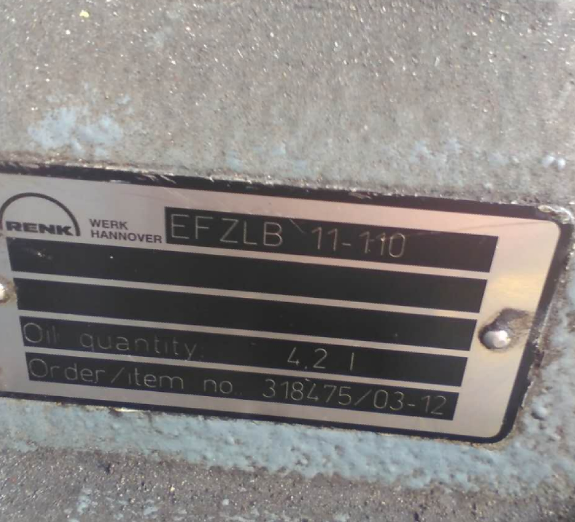 RENK
WERK
HANNOVER
EFZLB 11-110
Oil quantity: 4.2 l
Order/item no.: 318475/03-12